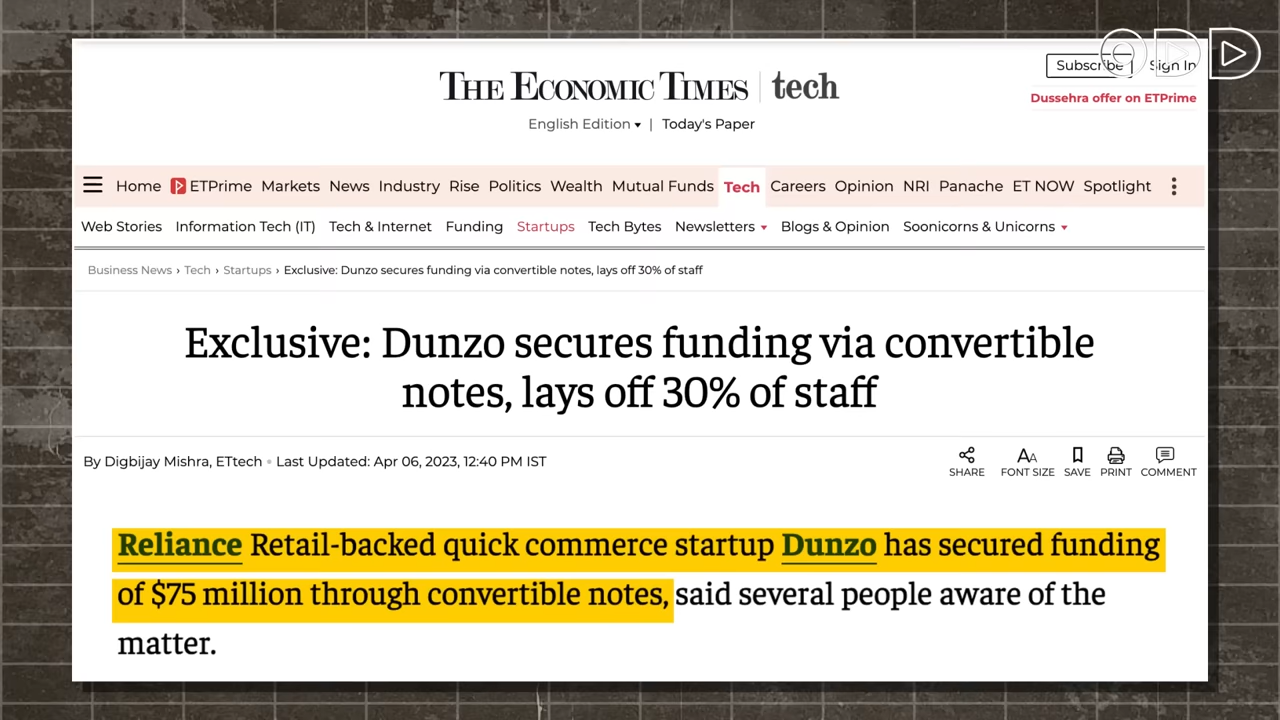 ODD
Subscribe Sign In
THE ECONOMIC TIMES | tech
Dussehra offer on ETPrime
English Edition | Today's Paper
Home ETPrime Markets News Industry Rise Politics Wealth Mutual Funds Tech Careers Opinion NRI Panache ET NOW Spotlight
Web Stories Information Tech (IT) Tech & Internet Funding Startups Tech Bytes Newsletters Blogs & Opinion Soonicorns & Unicorns
Business News › Tech › Startups › Exclusive: Dunzo secures funding via convertible notes, lays off 30% of staff
Exclusive: Dunzo secures funding via convertible
notes, lays off 30% of staff
By Digbijay Mishra, ETtech • Last Updated: Apr 06, 2023, 12:40 PM IST
SHARE FONT SIZE SAVE PRINT COMMENT
Reliance Retail-backed quick commerce startup Dunzo has secured funding
of $75 million through convertible notes, said several people aware of the
matter.